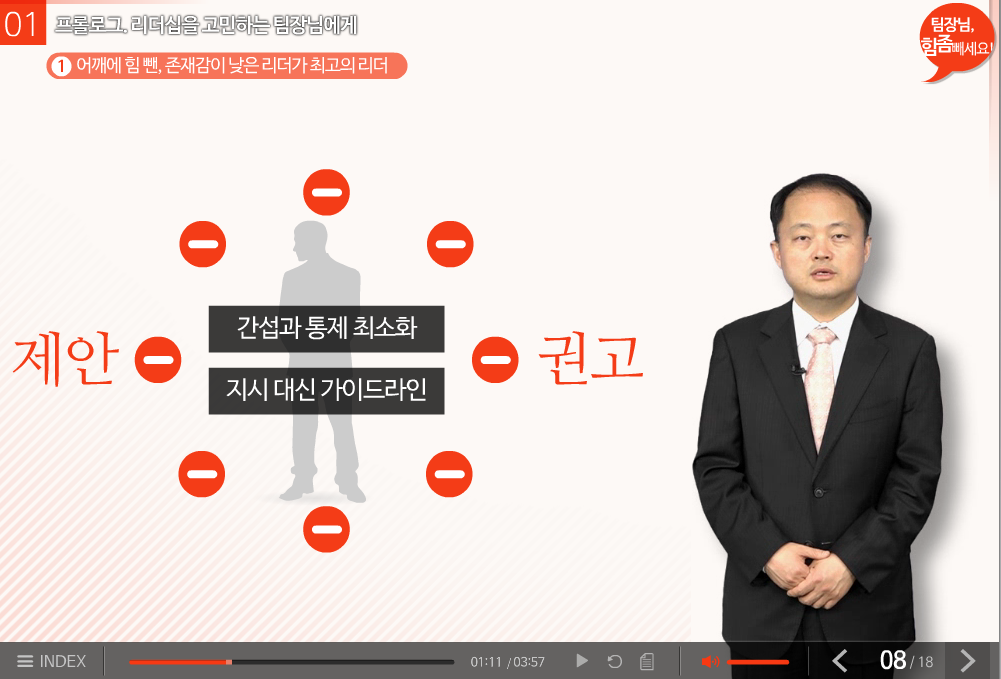 01
프롤로그. 리더십을 고민하는 팀장님에게
1 어깨에 힘 뺀, 존재감이 낮은 리더가 최고의 리더
팀장님,
힘좀빼세요!
간섭과 통제 최소화
제안
권고
지시 대신 가이드라인
INDEX
01:11 / 03:57
08 / 18